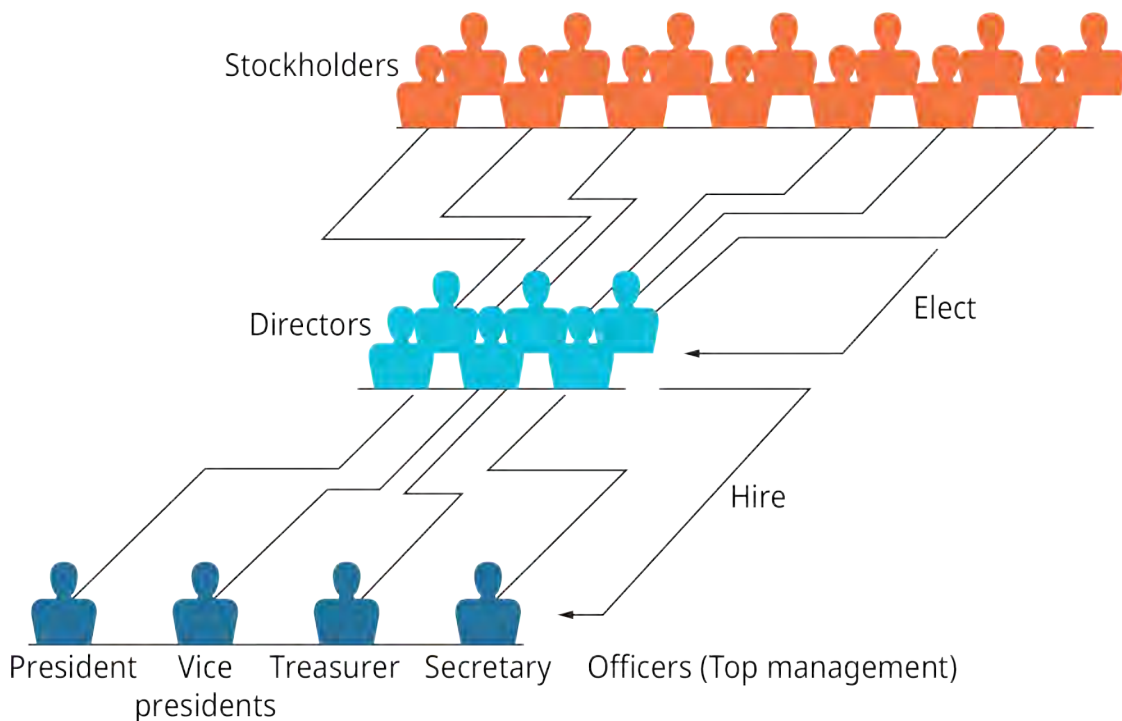 Stockholders
Directors
Elect
Hire
President
Vice
presidents
Treasurer
Secretary
Officers (Top management)